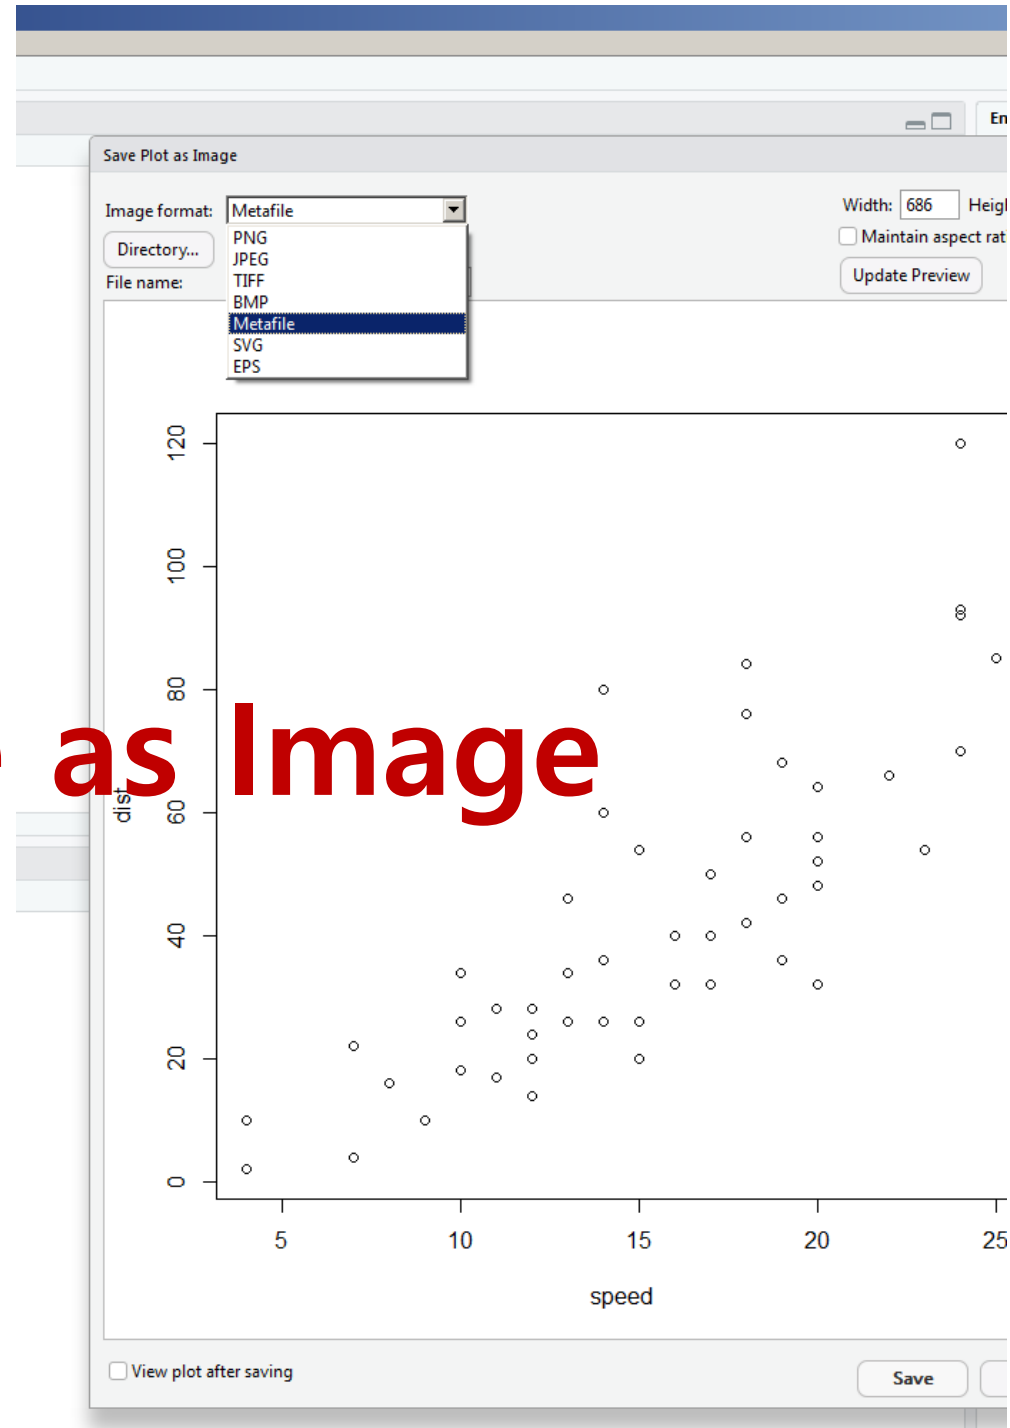 En
Save Plot as Image
Image format: Metafile
Width: 686 Heigh
PNG
Directory...
Maintain aspect rat
JPEG
File name:
TIFF
Update Preview
BMP
Metafile
SVG
EPS
120
100
80
e as Image
dist
60
40
20
0
5 10 15 20 25
speed
View plot after saving
Save